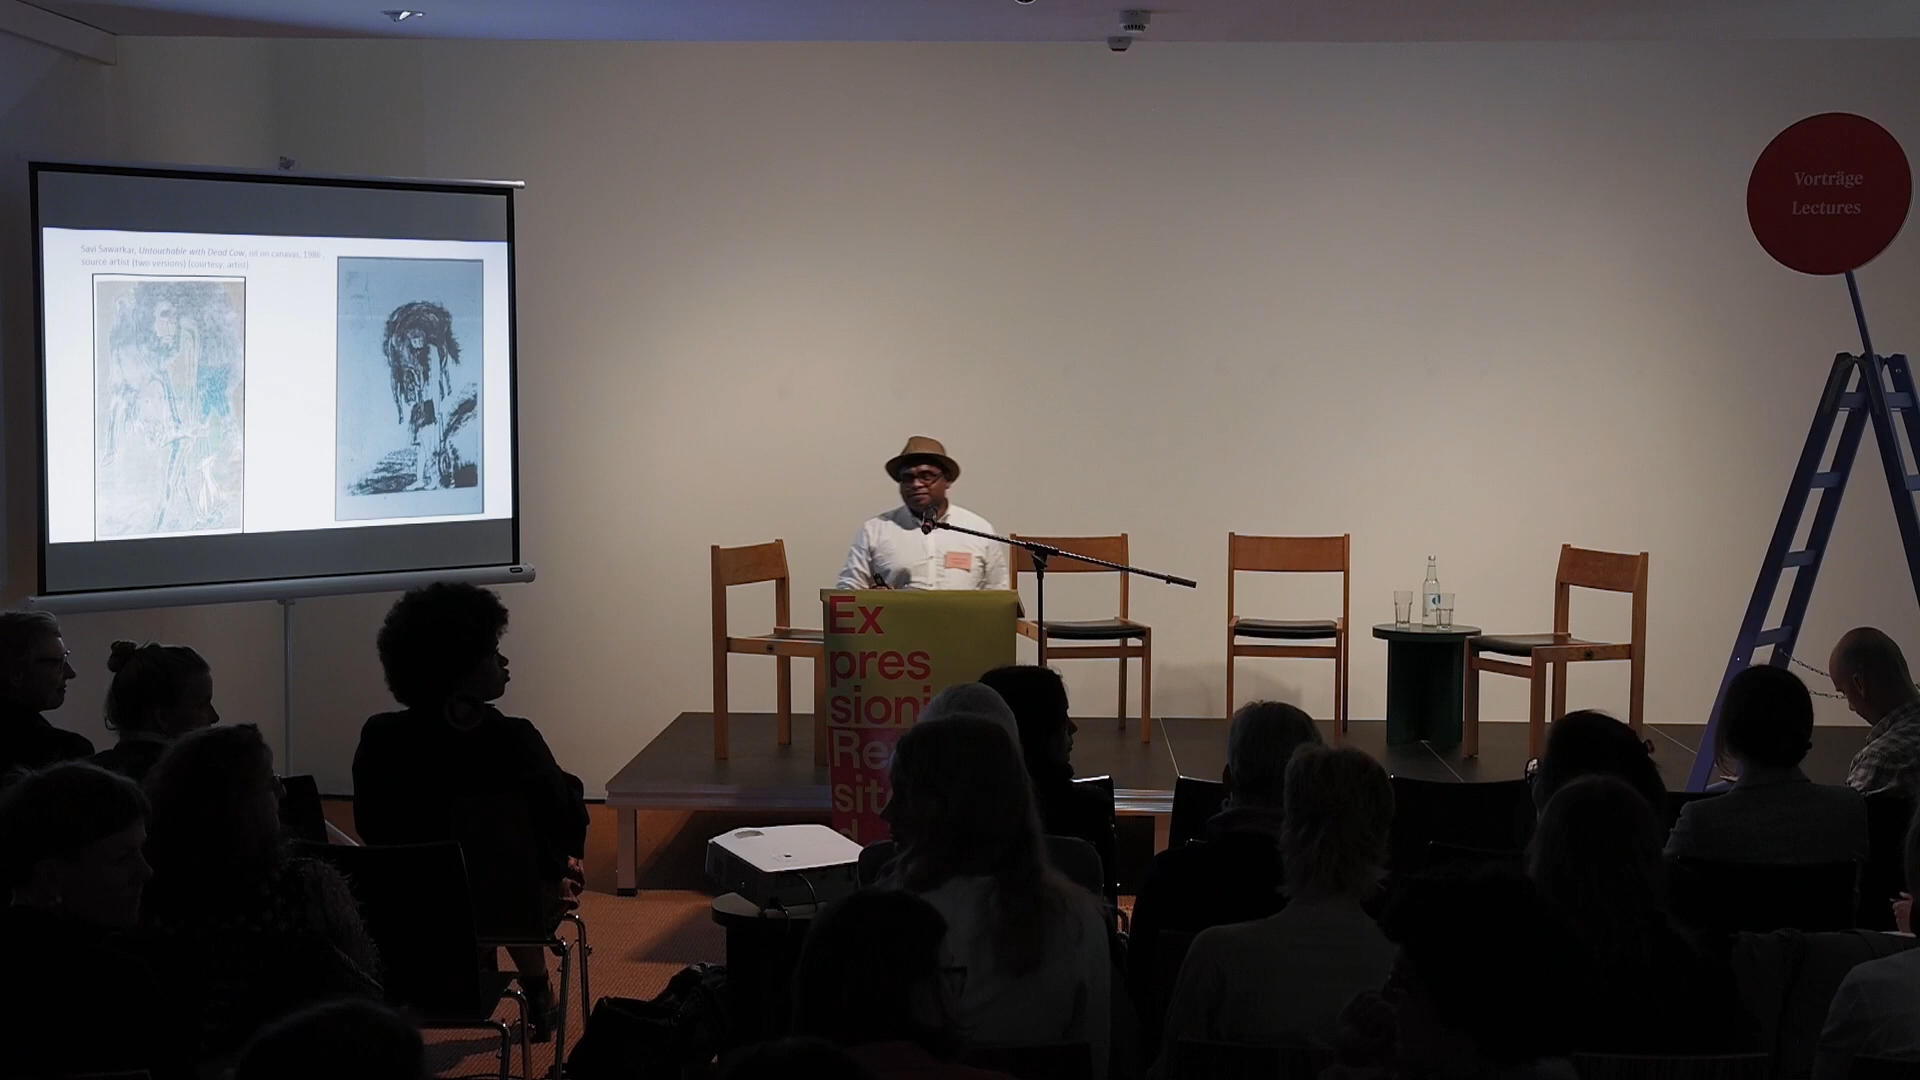 Savi Sawarkar, Untouchable with Dead Cow, oil on canavas, 1986 ,
source artist (two versions) (courtesy: artist)
Vorträge
Lectures
Ex
pres
sioni
Re
sit
d